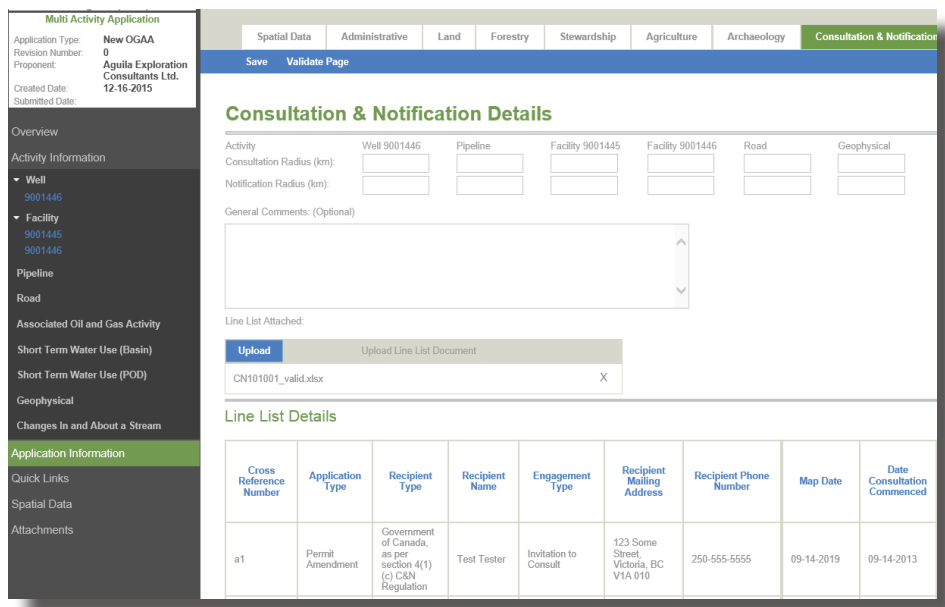 Multi Activity Application
Application Type: New OGAA
Revision Number: 0
Proponent: Aguila Exploration
Consultants Ltd.
Created Date: 12-16-2015
Submitted Date:
Overview
Activity Information
Well
9001446
Facility
9001445
9001446
Pipeline
Road
Associated Oil and Gas Activity
Short Term Water Use (Basin)
Short Term Water Use (POD)
Geophysical
Changes In and About a Stream
Application Information
Quick Links
Spatial Data
Attachments
Spatial Data Administrative Land Forestry Stewardship Agriculture Archaeology Consultation & Notification
Save Validate Page
Consultation & Notification Details
Activity Well 9001446 Pipeline Facility 9001445 Facility 9001446 Road Geophysical
Consultation Radius (km):
Notification Radius (km):
General Comments: (Optional)
Line List Attached:
Upload Upload Line List Document
CN101001_valid.xlsx X
Line List Details
Cross
Reference
Number
Application
Type
Recipient
Type
Recipient
Name
Engagement
Type
Recipient
Mailing
Address
Recipient Phone
Number
Map Date
Date
Consultation
Commenced
a1
Permit
Amendment
Government
of Canada,
as per
section 4(1)
(c) C&N
Regulation
Test Tester
Invitation to
Consult
123 Some
Street,
Victoria, BC
V1A 010
250-555-5555
09-14-2019
09-14-2013